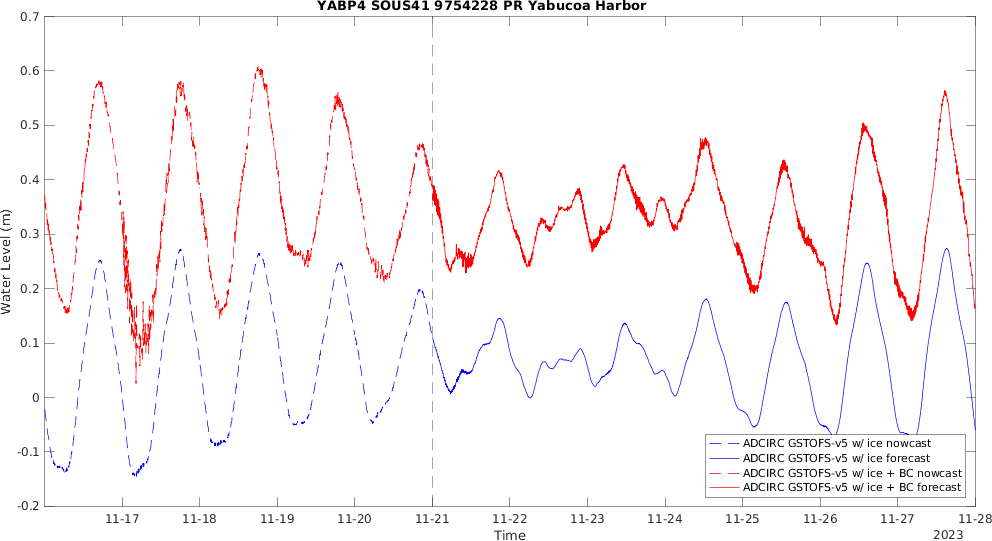 YABP4 SOUS41 9754228 PR Yabucoa Harbor
Water Level (m)
0.7
0.6
0.5
0.4
0.3
0.2
0.1
0
-0.1
-0.2
11-17 11-18 11-19 11-20 11-21 11-22 11-23 11-24 11-25 11-26 11-27 11-28
Time
2023
ADCIRC GSTOFS-v5 w/ ice nowcast
ADCIRC GSTOFS-v5 w/ ice forecast
ADCIRC GSTOFS-v5 w/ ice + BC nowcast
ADCIRC GSTOFS-v5 w/ ice + BC forecast